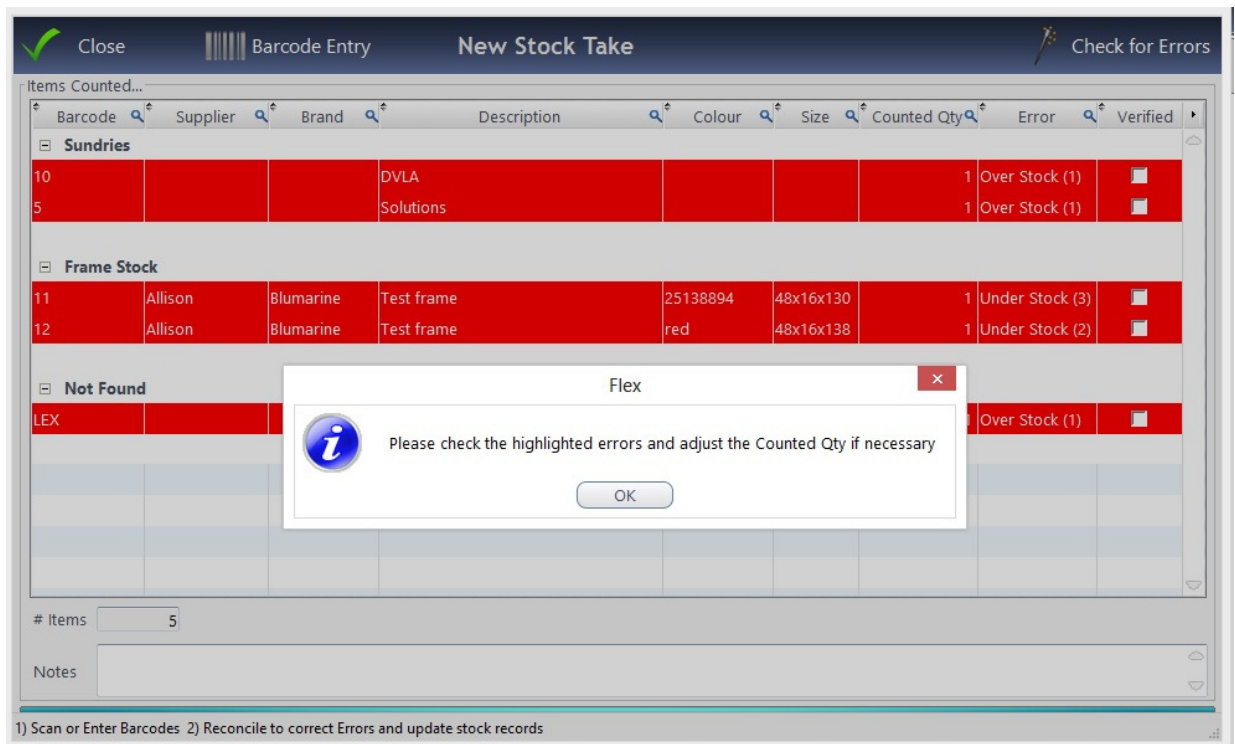 Close Barcode Entry New Stock Take Check for Errors
Items Counted...
Barcode Supplier Brand Description Colour Size Counted Qty Error Verified
Sundries
10 DVLA 1 Over Stock (1)
5 Solutions 1 Over Stock (1)
Frame Stock
11 Allison Blumarine Test frame 25138894 48x16x130 1 Under Stock (3)
12 Allison Blumarine Test frame red 48x16x138 1 Under Stock (2)
Flex
Not Found
LEX Over Stock (1)
Please check the highlighted errors and adjust the Counted Qty if necessary
OK
# Items 5
Notes
1) Scan or Enter Barcodes 2) Reconcile to correct Errors and update stock records